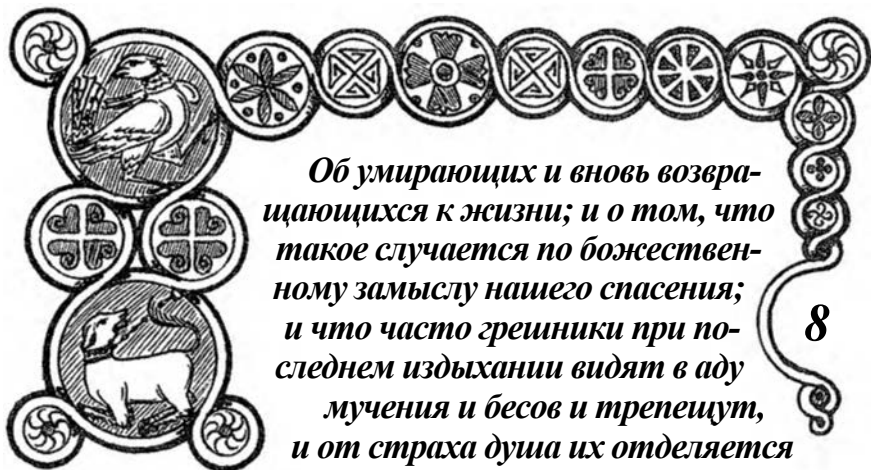 Об умирающих и вновь возвра-
щающихся к жизни; и о том, что
такое случается по божествен-
ному замыслу нашего спасения;
и что часто грешники при по-
следнем издыхании видят в аду
мучения и бесов и трепещут,
и от страха душа их отделяется
8